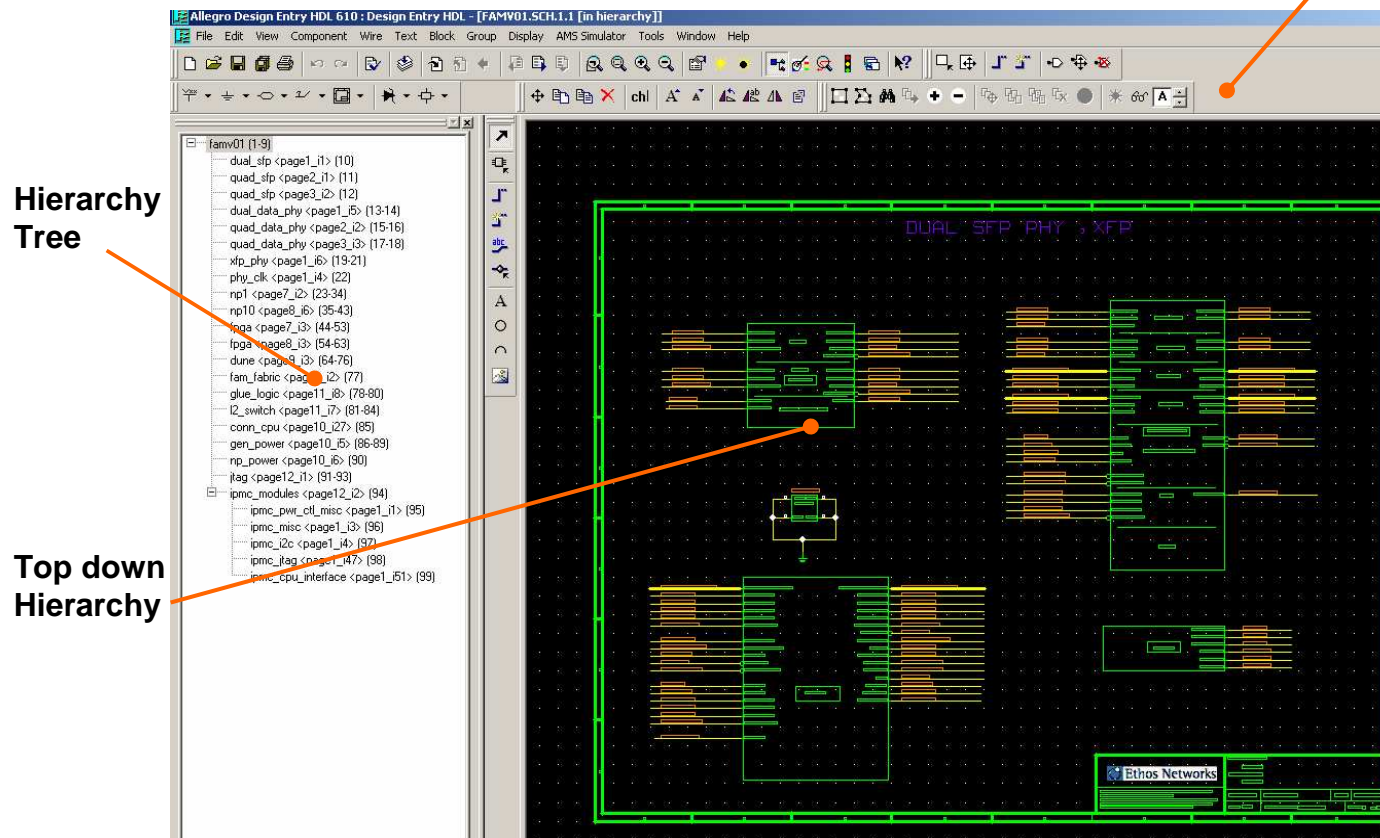 Allegro Design Entry HDL 610 : Design Entry HDL - [FAMV01.SCH.1.1 [in hierarchy]]
File Edit View Component Wire Text Block Group Display AMS Simulator Tools Window Help
chl
A
famv01 (1-9)
dual_sfp <page1_i1> (10)
quad_sfp <page2_i1> (11)
quad_sfp <page3_i2> (12)
dual_data_phy <page1_i5> (13-14)
quad_data_phy <page2_i2> (15-16)
quad_data_phy <page3_i3> (17-18)
xfp_phy <page1_i6> (19-21)
phy_clk <page1_i4> (22)
np1 <page7_i2> (23-34)
np10 <page8_i6> (35-43)
fpga <page7_i3> (44-53)
fpga <page8_i3> (54-63)
dune <page9_i3> (64-76)
fam_fabric i2> (77)
glue_logic <page11_i8> (78-80)
l2_switch <page11_i7> (81-84)
conn_cpu <page10_i27> (85)
gen_power <page10_i5> (86-89)
np_power <page10_i6> (90)
jtag <page12_i1> (91-93)
ipmc_modules <page12_i2> (94)
ipmc_pwr_ctl_misc <page1_i1> (95)
ipmc_misc <page1_i3> (96)
ipmc_i2c <page1_i4> (97)
ipmc_jtag <page1_i47> (98)
ipmc_cpu_interface <page1_i51> (99)
Hierarchy
Tree
Top down
Hierarchy
abc
A
DUAL SFP PHY , XFP
Ethos Networks